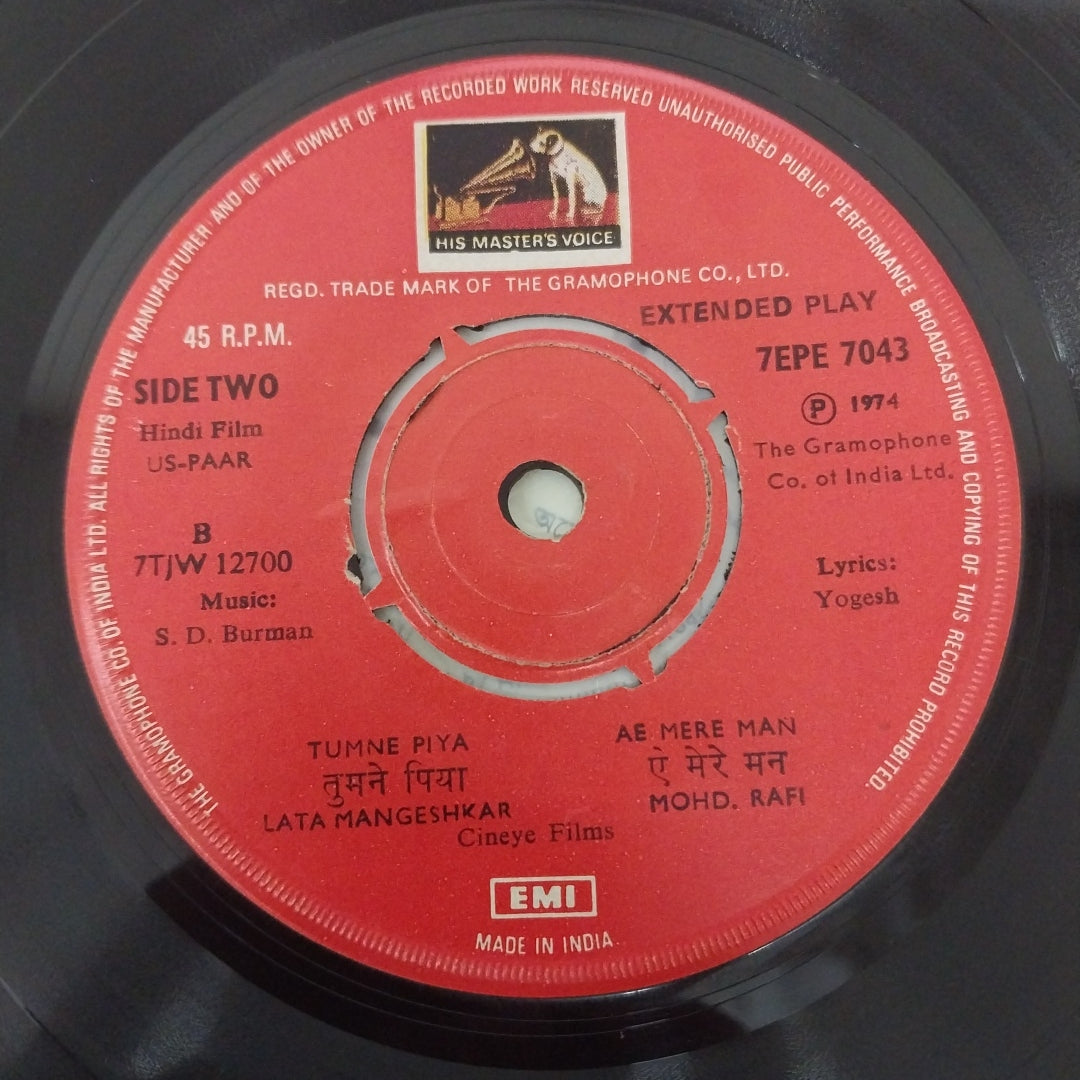 THE GRAMOPHONE CO. OF INDIA LTD. ALL RIGHTS OF THE MANUFACTURER AND OF THE OWNER OF THE RECORDED WORK RESERVED UNAUTHORISED PUBLIC PERFORMANCE BROADCASTING AND COPYING OF THIS RECORD PROHIBITED.
HIS MASTER'S VOICE
REGD. TRADE MARK OF THE GRAMOPHONE CO., LTD.
45 R.P.M.
SIDE TWO
Hindi Film
US-PAAR
B
7TJW 12700
Music:
S. D. Burman
EXTENDED PLAY
7EPE 7043
℗ 1974
The Gramophone
Co. of India Ltd.
Lyrics:
Yogesh
TUMNE PIYA
तुमने पिया
LATA MANGESHKAR
AE MERE MAN
ऐ मेरे मन
MOHD. RAFI
Cineye Films
EMI
MADE IN INDIA